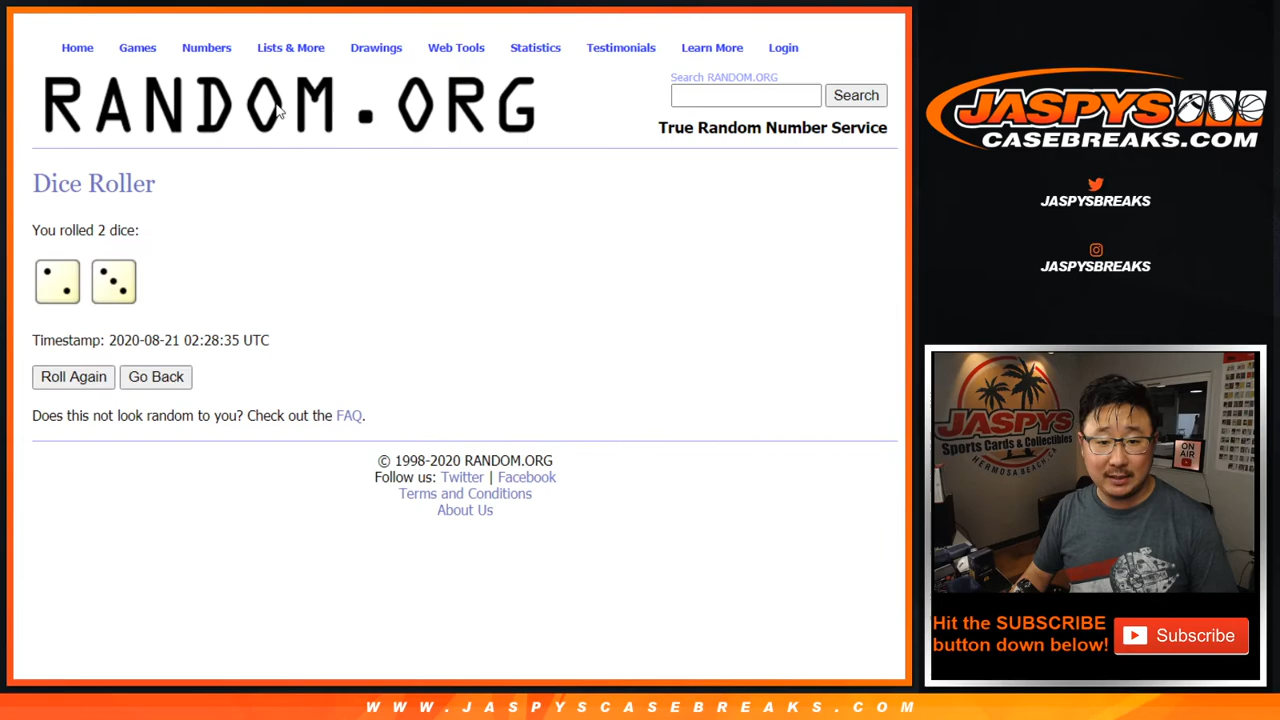 Home Games Numbers Lists & More Drawings Web Tools Statistics Testimonials Learn More Login
RANDOM.ORG
Search RANDOM.ORG
Search
True Random Number Service
Dice Roller
You rolled 2 dice:
Timestamp: 2020-08-21 02:28:35 UTC
Roll Again Go Back
Does this not look random to you? Check out the FAQ.
© 1998-2020 RANDOM.ORG
Follow us: Twitter | Facebook
Terms and Conditions
About Us
JASPYS
CASEBREAKS.COM
JASPYSBREAKS
JASPYSBREAKS
JASPYS
Sports Cards & Collectibles
HERMOSA BEACH, CA
ON
AIR
Hit the SUBSCRIBE
button down below!
Subscribe
WWW.JASPYSCASEBREAKS.COM